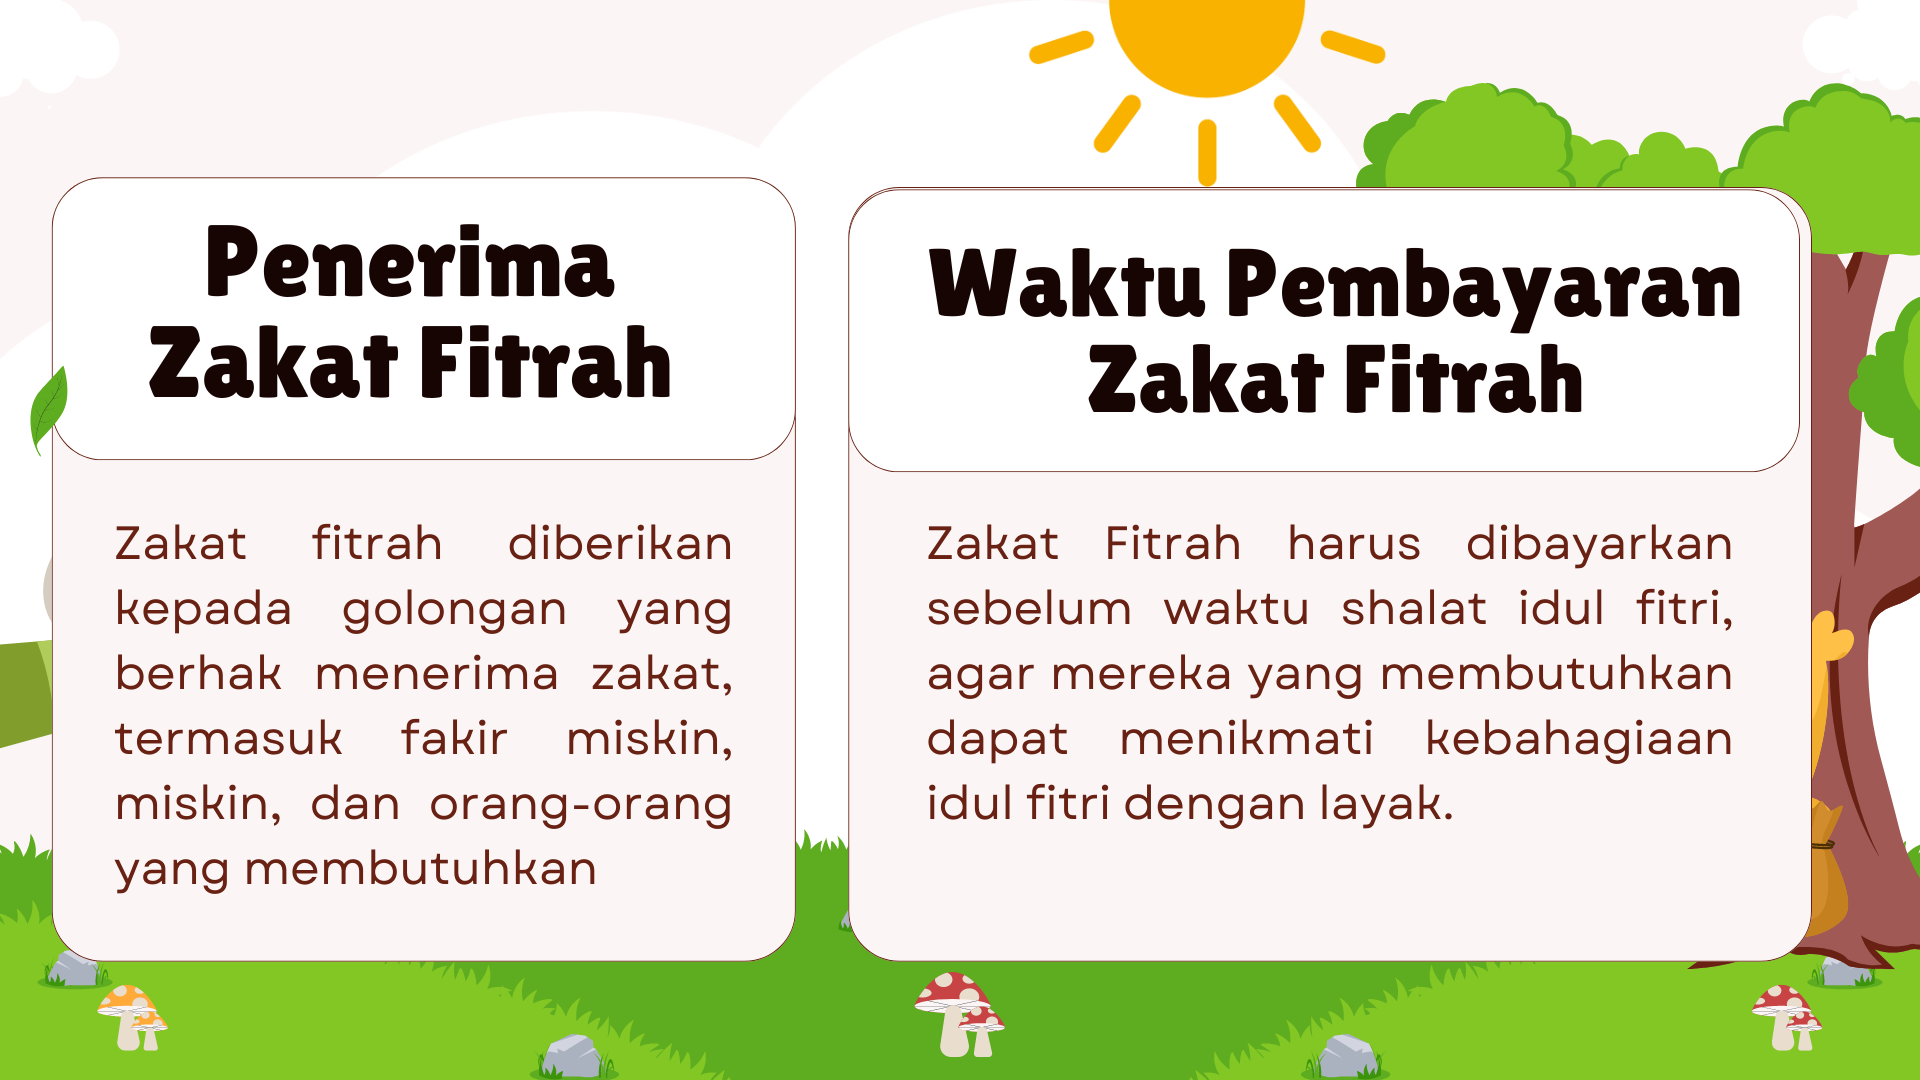 Penerima
Zakat Fitrah
Zakat fitrah diberikan
kepada golongan yang
berhak menerima zakat,
termasuk fakir miskin,
miskin, dan orang-orang
yang membutuhkan
Waktu Pembayaran
Zakat Fitrah
Zakat Fitrah harus dibayarkan
sebelum waktu shalat idul fitri,
agar mereka yang membutuhkan
dapat menikmati kebahagiaan
idul fitri dengan layak.